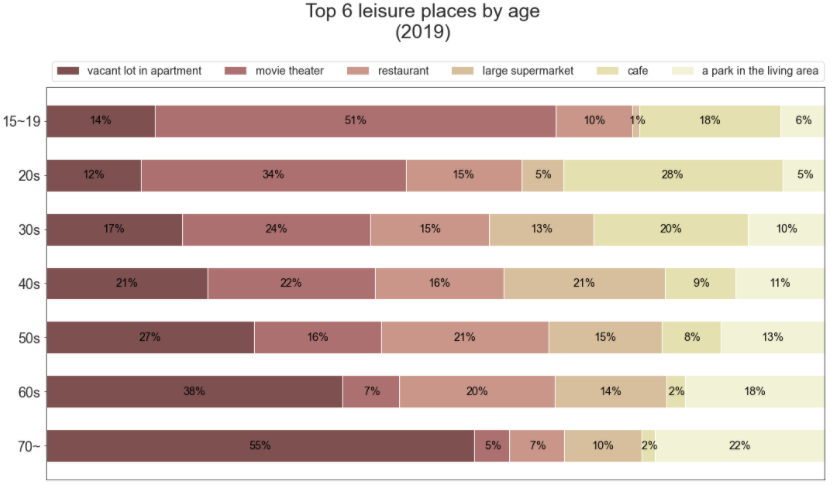 Top 6 leisure places by age
(2019)
vacant lot in apartment movie theater restaurant large supermarket cafe a park in the living area
15~19 14% 51% 10% 1% 18% 6%
20s 12% 34% 15% 5% 28% 5%
30s 17% 24% 15% 13% 20% 10%
40s 21% 22% 16% 21% 9% 11%
50s 27% 16% 21% 15% 8% 13%
60s 38% 7% 20% 14% 2% 18%
70~ 55% 5% 7% 10% 2% 22%